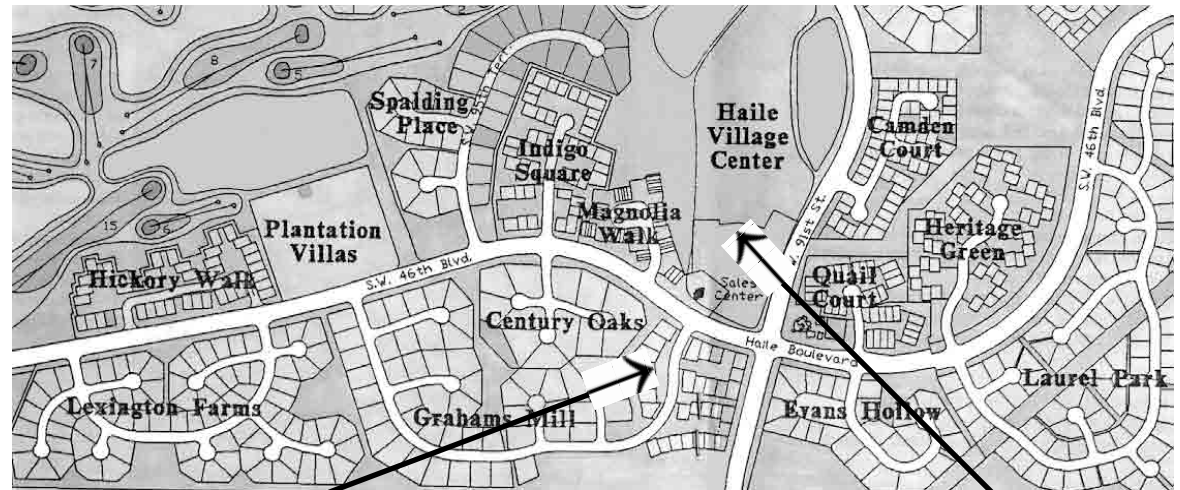 2
7
8
5
Spalding
Place
S.W. 95th Ter.
Indigo
Square
Magnolia
Walk
Haile
Village
Center
Camden
Court
S.W. 46th Blvd.
Heritage
Green
15
6
Hickory Walk
Plantation
Villas
S.W. 46th Blvd.
91st St.
Sales
Center
Quail
Court
Century Oaks
Haile Boulevard
Lexington Farms
Grahams Mill
Evans Hollow
Laurel Park